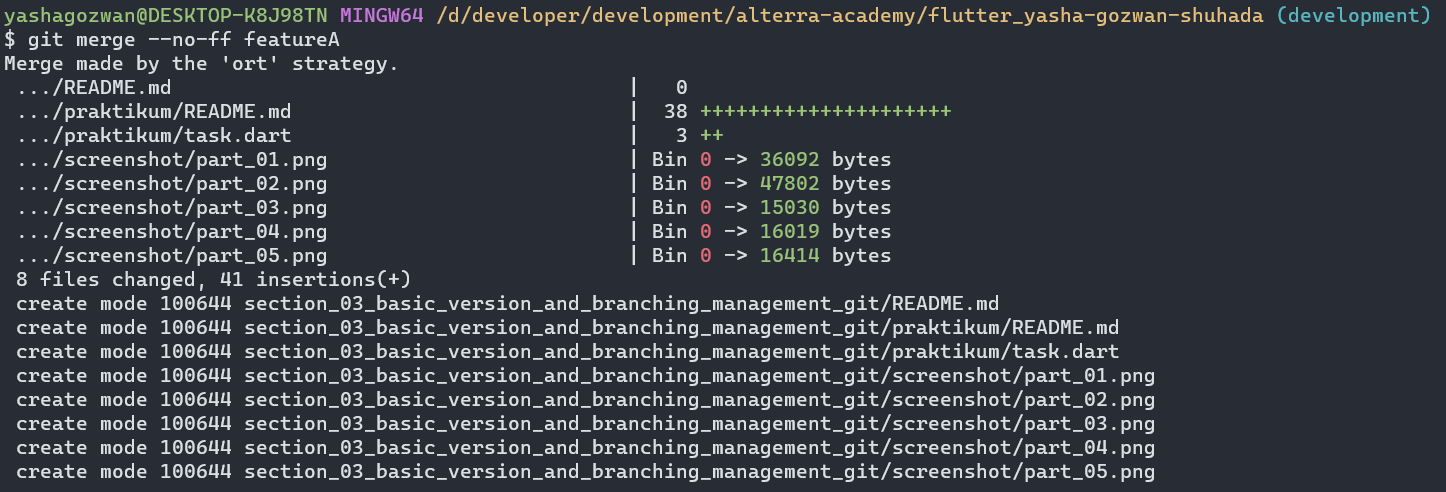 yashagozwan@DESKTOP-K8J98TN MINGW64 /d/developer/development/alterra-academy/flutter_yasha-gozwan-shuhada (development)
$ git merge --no-ff featureA
Merge made by the 'ort' strategy.
 .../README.md                                      |   0
 .../praktikum/README.md                            |  38 +++++++++++++++++++++
 .../praktikum/task.dart                            |   3 ++
 .../screenshot/part_01.png                         | Bin 0 -> 36092 bytes
 .../screenshot/part_02.png                         | Bin 0 -> 47802 bytes
 .../screenshot/part_03.png                         | Bin 0 -> 15030 bytes
 .../screenshot/part_04.png                         | Bin 0 -> 16019 bytes
 .../screenshot/part_05.png                         | Bin 0 -> 16414 bytes
 8 files changed, 41 insertions(+)
 create mode 100644 section_03_basic_version_and_branching_management_git/README.md
 create mode 100644 section_03_basic_version_and_branching_management_git/praktikum/README.md
 create mode 100644 section_03_basic_version_and_branching_management_git/praktikum/task.dart
 create mode 100644 section_03_basic_version_and_branching_management_git/screenshot/part_01.png
 create mode 100644 section_03_basic_version_and_branching_management_git/screenshot/part_02.png
 create mode 100644 section_03_basic_version_and_branching_management_git/screenshot/part_03.png
 create mode 100644 section_03_basic_version_and_branching_management_git/screenshot/part_04.png
 create mode 100644 section_03_basic_version_and_branching_management_git/screenshot/part_05.png